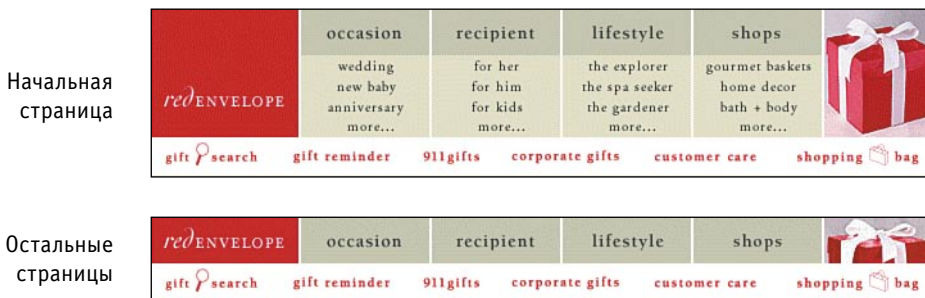 Начальная
страница
occasion recipient lifestyle shops
redENVELOPE
wedding for her the explorer gourmet baskets
new baby for him the spa seeker home decor
anniversary for kids the gardener bath + body
more... more... more... more...
gift search gift reminder 911gifts corporate gifts customer care shopping bag
Остальные
страницы
redENVELOPE occasion recipient lifestyle shops
gift search gift reminder 911gifts corporate gifts customer care shopping bag